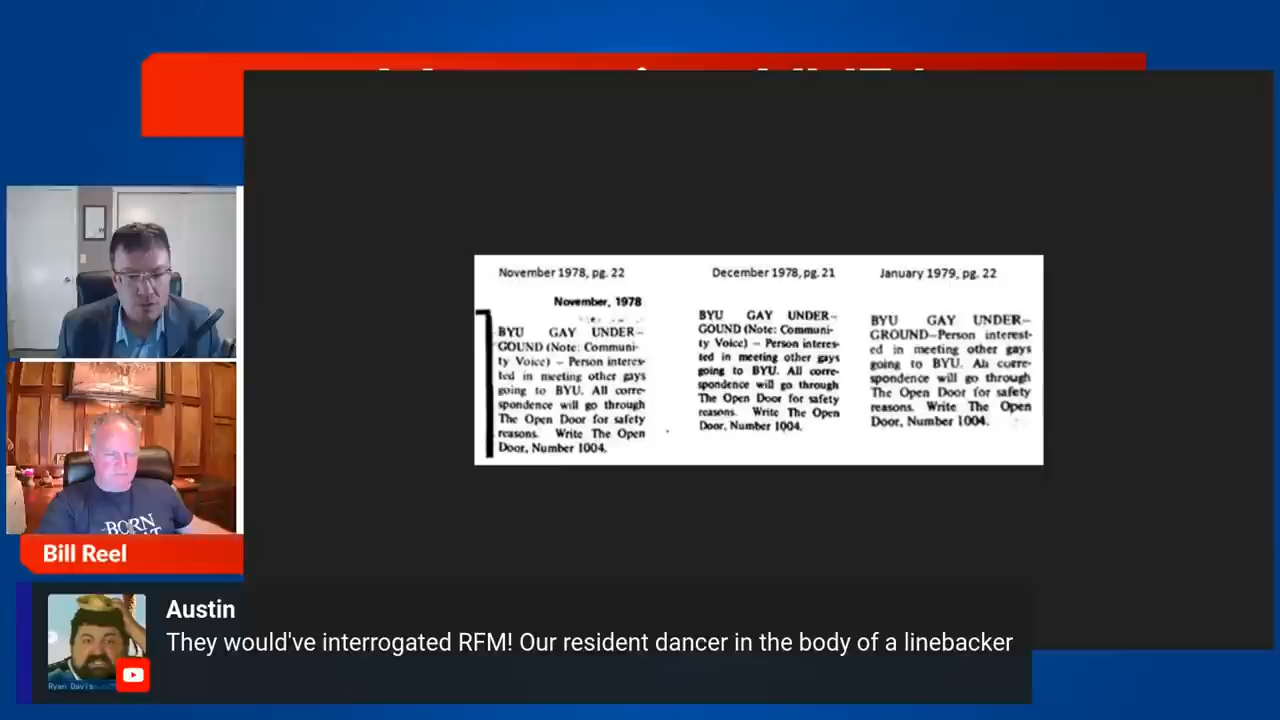 November 1978, pg. 22
November, 1978
BYU GAY UNDER-
GOUND (Note: Communi-
ty Voice) – Person interes-
ted in meeting other gays
going to BYU. All corre-
spondence will go through
The Open Door for safety
reasons. Write The Open
Door, Number 1004.
December 1978, pg. 21
BYU GAY UNDER-
GOUND (Note: Communi-
ty Voice) – Person interes-
ted in meeting other gays
going to BYU. All corre-
spondence will go through
The Open Door for safety
reasons. Write The Open
Door, Number 1004.
January 1979, pg. 22
BYU GAY UNDER-
GROUND–Person interest-
ed in meeting other gays
going to BYU. All corre-
spondence will go through
The Open Door for safety
reasons. Write The Open
Door, Number 1004.
BORN
Bill Reel
Austin
They would've interrogated RFM! Our resident dancer in the body of a linebacker
Ryan Davis